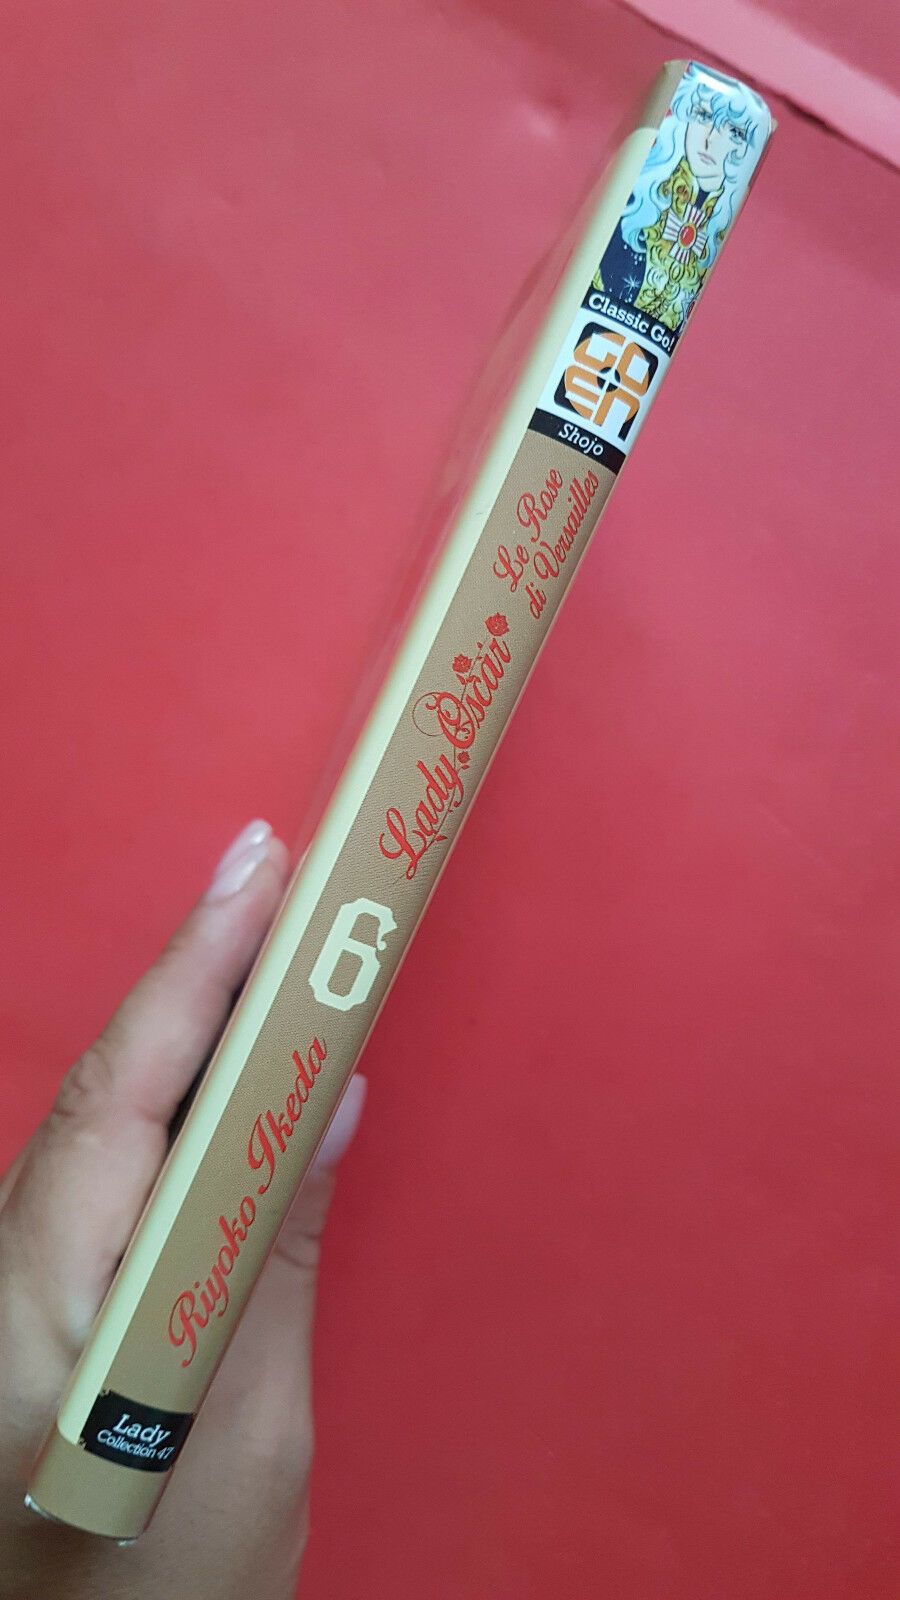 Classic Go!
GOEN
Shojo
Le Rose
di Versailles
Lady Oscar
6
Riyoko Ikeda
Lady
Collection 47